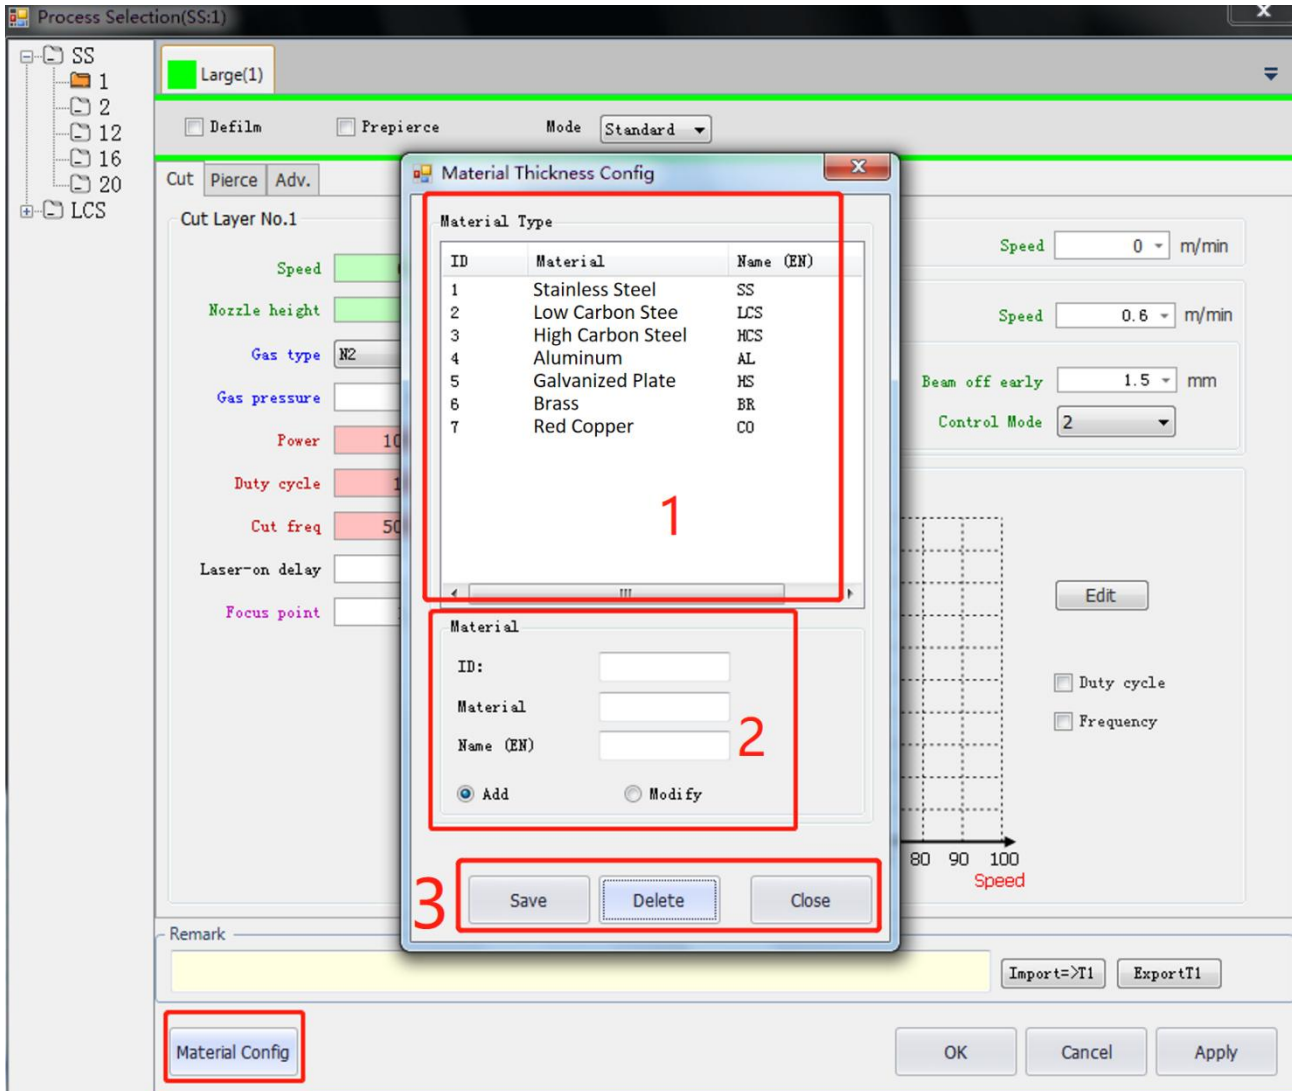 Process Selection(SS:1)
x
SS
1
2
12
16
20
LCS
Large(1)
Defilm Prepierce Mode Standard
Cut Pierce Adv.
Cut Layer No.1
Speed
Nozzle height
Gas type N2
Gas pressure
Power 10
Duty cycle 1
Cut freq 50
Laser-on delay
Focus point
Material Thickness Config x
Material Type
ID Material Name (EN)
1 Stainless Steel SS
2 Low Carbon Stee LCS
3 High Carbon Steel HCS
4 Aluminum AL
5 Galvanized Plate HS
6 Brass BR
7 Red Copper CO
1
Material
ID:
Material
Name (EN)
2
Add Modify
3
Save Delete Close
Speed 0 m/min
Speed 0.6 m/min
Beam off early 1.5 mm
Control Mode 2
Edit
Duty cycle
Frequency
80 90 100
Speed
Remark
Import=>T1 ExportT1
Material Config OK Cancel Apply